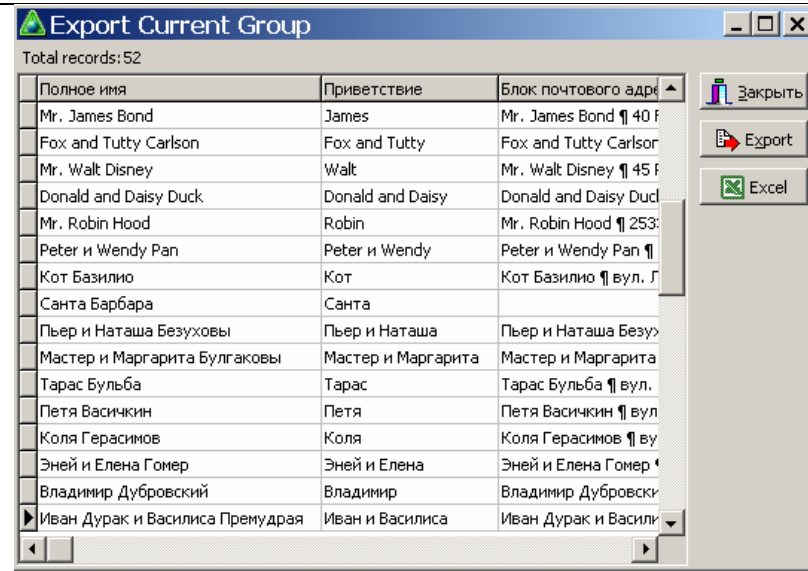 Export Current Group
Total records:52
Полное имя Приветствие Блок почтового адре
Закрыть
Mr. James Bond James Mr. James Bond ¶ 40
Fox and Tutty Carlson Fox and Tutty Fox and Tutty Carlson
Export
Mr. Walt Disney Walt Mr. Walt Disney ¶ 45
Donald and Daisy Duck Donald and Daisy Donald and Daisy Duck
Excel
Mr. Robin Hood Robin Mr. Robin Hood ¶ 253
Peter и Wendy Pan Peter и Wendy Peter и Wendy Pan ¶
Кот Базилио Кот Кот Базилио ¶ вул.
Санта Барбара Санта
Пьер и Наташа Безуховы Пьер и Наташа Пьер и Наташа Безух
Мастер и Маргарита Булгаковы Мастер и Маргарита Мастер и Маргарита
Тарас Бульба Тарас Тарас Бульба ¶ вул.
Петя Васичкин Петя Петя Васичкин ¶ вул
Коля Герасимов Коля Коля Герасимов ¶ ву
Эней и Елена Гомер Эней и Елена Эней и Елена Гомер ¶
Владимир Дубровский Владимир Владимир Дубровски
Иван Дурак и Василиса Премудрая Иван и Василиса Иван Дурак и Васили